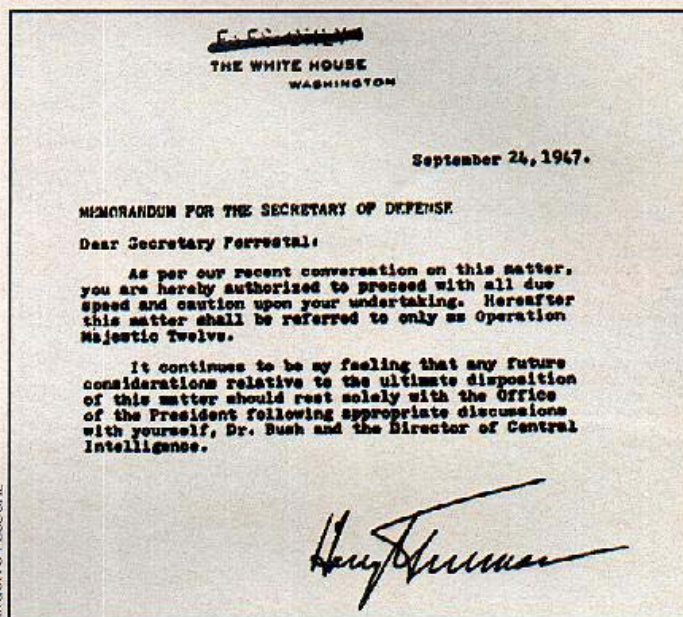 THE WHITE HOUSE
WASHINGTON
September 24, 1947.
MEMORANDUM FOR THE SECRETARY OF DEFENSE
Dear Secretary Forrestal:
As per our recent conversation on this matter,
you are hereby authorized to proceed with all due
speed and caution upon your undertaking. Hereafter
this matter shall be referred to only as Operation
Majestic Twelve.
It continues to be my feeling that any future
considerations relative to the ultimate disposition
of this matter should rest solely with the Office
of the President following appropriate discussions
with yourself, Dr. Bush and the Director of Central
Intelligence.
Harry Truman